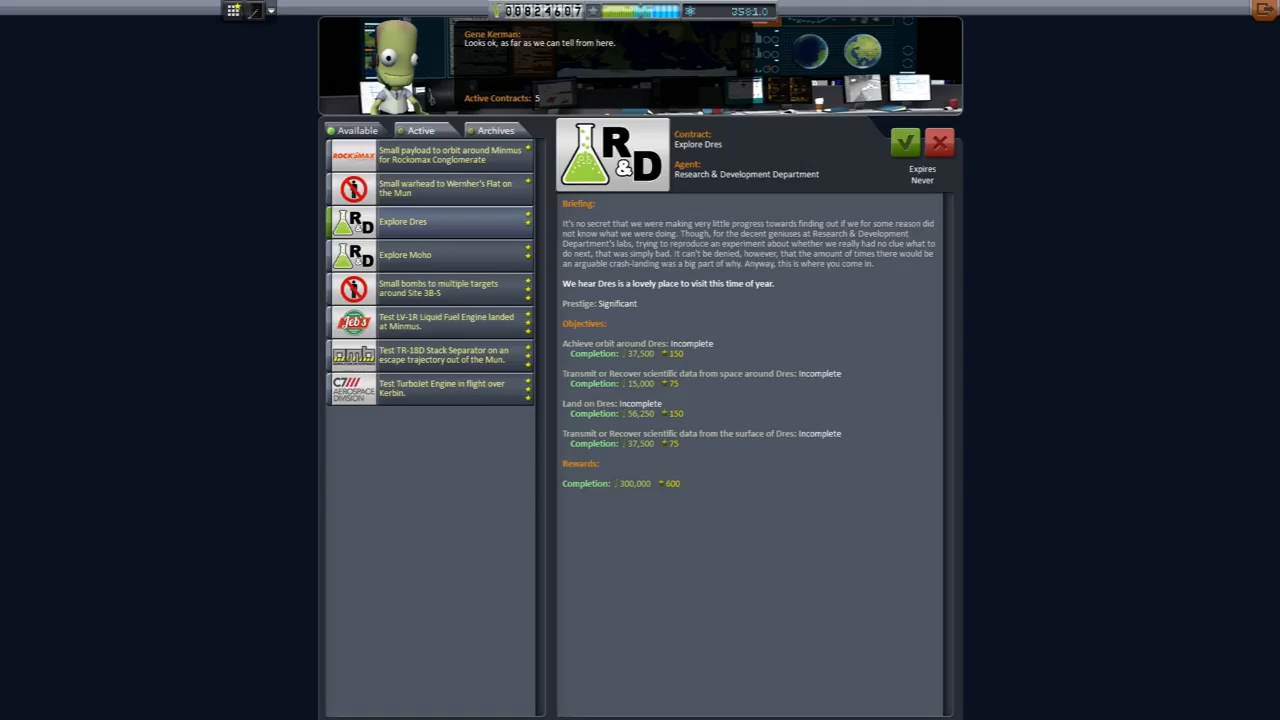 00824607
3581.0
Gene Kerman:
Looks ok, as far as we can tell from here.
Active Contracts: 5
Available
Active
Archives
ROCKOMAX
Small payload to orbit around Minmus
for Rockomax Conglomerate
Small warhead to Wernher's Flat on
the Mun
R&D
Explore Dres
R&D
Explore Moho
Small bombs to multiple targets
around Site 3B-5
Jeb's
Test LV-1R Liquid Fuel Engine landed
at Minmus.
Test TR-18D Stack Separator on an
escape trajectory out of the Mun.
C7 AEROSPACE
DIVISION
Test TurboJet Engine in flight over
Kerbin.
R&D
Contract:
Explore Dres
Agent:
Research & Development Department
Expires
Never
Briefing:
It's no secret that we were making very little progress towards finding out if we for some reason did
not know what we were doing. Though, for the decent geniuses at Research & Development
Department's labs, trying to reproduce an experiment about whether we really had no clue what to
do next, that was simply bad. It can't be denied, however, that the amount of times there would be
an arguable crash-landing was a big part of why. Anyway, this is where you come in.
We hear Dres is a lovely place to visit this time of year.
Prestige: Significant
Objectives:
Achieve orbit around Dres: Incomplete
Completion: 37,500 150
Transmit or Recover scientific data from space around Dres: Incomplete
Completion: 15,000 75
Land on Dres: Incomplete
Completion: 56,250 150
Transmit or Recover scientific data from the surface of Dres: Incomplete
Completion: 37,500 75
Rewards:
Completion: 300,000 600